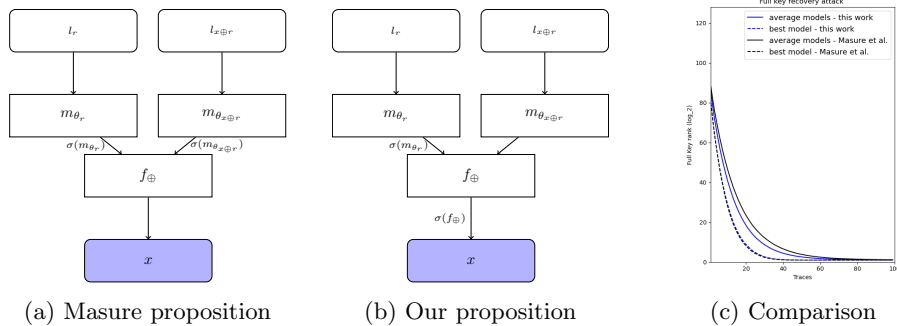 l_r
l_{x⊕r}
m_{θ_r}
m_{θ_{x⊕r}}
σ(m_{θ_r})
σ(m_{θ_{x⊕r}})
f_⊕
x
(a) Masure proposition
l_r
l_{x⊕r}
m_{θ_r}
m_{θ_{x⊕r}}
σ(m_{θ_r})
f_⊕
σ(f_⊕)
x
(b) Our proposition
Full key recovery attack
average models - this work
best model - this work
average models - Masure et al.
best model - Masure et al.
Full Key rank (log_2)
120
100
80
60
40
20
0
20 40 60 80 100
Traces
(c) Comparison